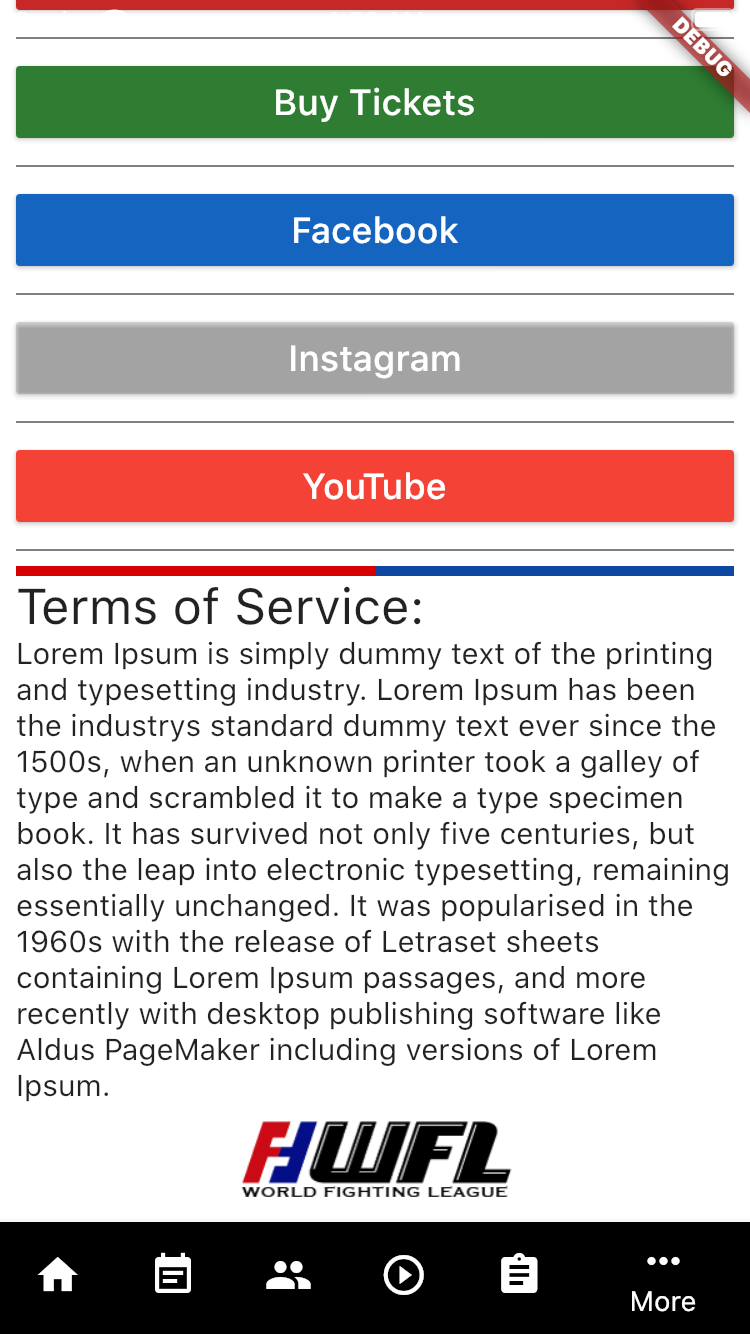 DEBUG
Buy Tickets
Facebook
Instagram
YouTube
Terms of Service:
Lorem Ipsum is simply dummy text of the printing
and typesetting industry. Lorem Ipsum has been
the industrys standard dummy text ever since the
1500s, when an unknown printer took a galley of
type and scrambled it to make a type specimen
book. It has survived not only five centuries, but
also the leap into electronic typesetting, remaining
essentially unchanged. It was popularised in the
1960s with the release of Letraset sheets
containing Lorem Ipsum passages, and more
recently with desktop publishing software like
Aldus PageMaker including versions of Lorem
Ipsum.
WFL
WORLD FIGHTING LEAGUE
More